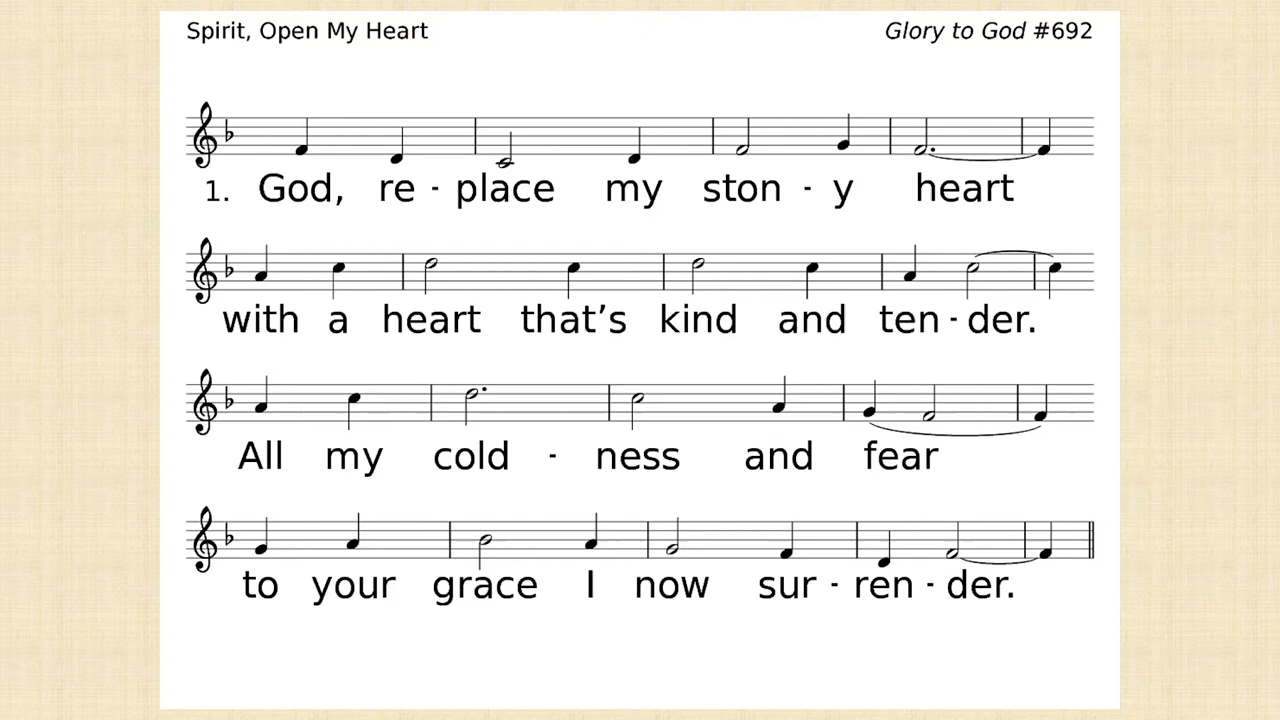 Spirit, Open My Heart
Glory to God #692
1. God, re - place my ston - y heart
with a heart that’s kind and ten - der.
All my cold - ness and fear
to your grace I now sur - ren - der.